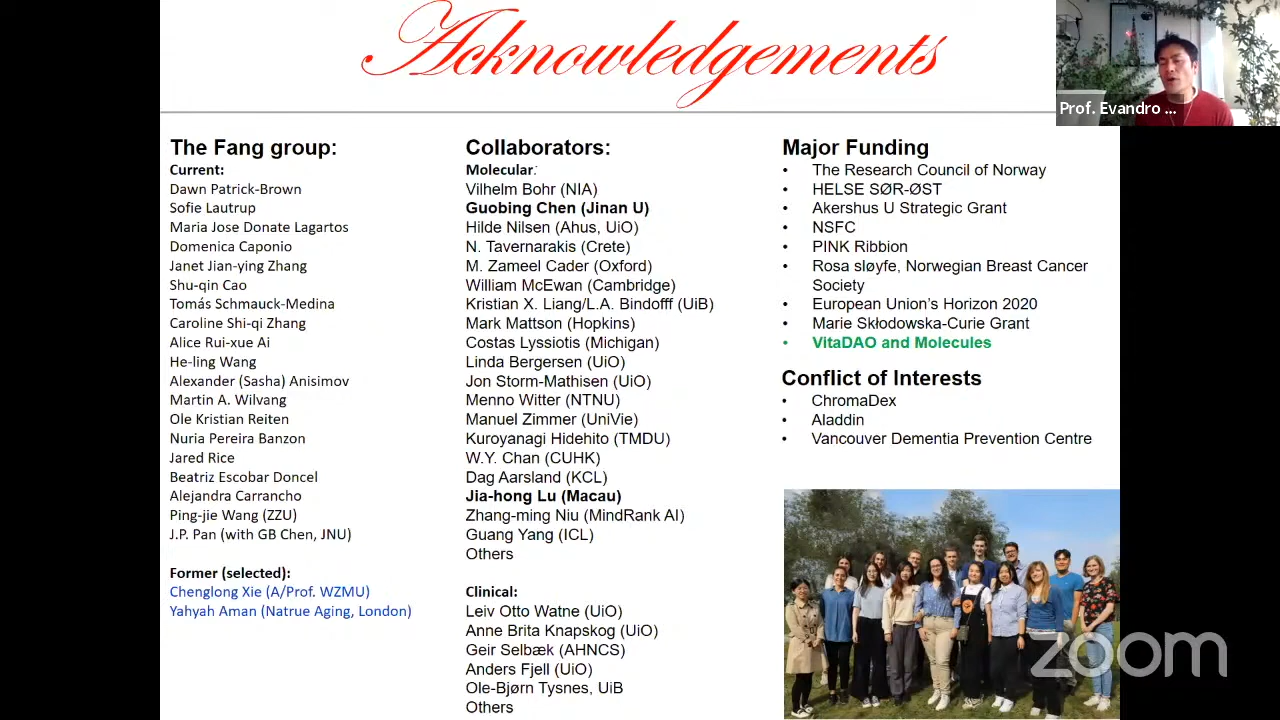 Acknowledgements
Prof. Evandro ...
The Fang group:
Current:
Dawn Patrick-Brown
Sofie Lautrup
Maria Jose Donate Lagartos
Domenica Caponio
Janet Jian-ying Zhang
Shu-qin Cao
Tomás Schmauck-Medina
Caroline Shi-qi Zhang
Alice Rui-xue Ai
He-ling Wang
Alexander (Sasha) Anisimov
Martin A. Wilvang
Ole Kristian Reiten
Nuria Pereira Banzon
Jared Rice
Beatriz Escobar Doncel
Alejandra Carrancho
Ping-jie Wang (ZZU)
J.P. Pan (with GB Chen, JNU)
Former (selected):
Chenglong Xie (A/Prof. WZMU)
Yahyah Aman (Natrue Aging, London)
Collaborators:
Molecular:
Vilhelm Bohr (NIA)
Guobing Chen (Jinan U)
Hilde Nilsen (Ahus, UiO)
N. Tavernarakis (Crete)
M. Zameel Cader (Oxford)
William McEwan (Cambridge)
Kristian X. Liang/L.A. Bindofff (UiB)
Mark Mattson (Hopkins)
Costas Lyssiotis (Michigan)
Linda Bergersen (UiO)
Jon Storm-Mathisen (UiO)
Menno Witter (NTNU)
Manuel Zimmer (UniVie)
Kuroyanagi Hidehito (TMDU)
W.Y. Chan (CUHK)
Dag Aarsland (KCL)
Jia-hong Lu (Macau)
Zhang-ming Niu (MindRank AI)
Guang Yang (ICL)
Others
Clinical:
Leiv Otto Watne (UiO)
Anne Brita Knapskog (UiO)
Geir Selbæk (AHNCS)
Anders Fjell (UiO)
Ole-Bjørn Tysnes, UiB
Others
Major Funding
• The Research Council of Norway
• HELSE SØR-ØST
• Akershus U Strategic Grant
• NSFC
• PINK Ribbion
• Rosa sløyfe, Norwegian Breast Cancer
Society
• European Union's Horizon 2020
• Marie Skłodowska-Curie Grant
• VitaDAO and Molecules
Conflict of Interests
• ChromaDex
• Aladdin
• Vancouver Dementia Prevention Centre
zoom